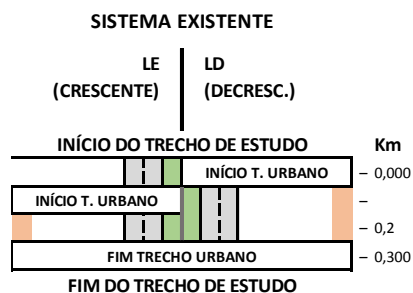 SISTEMA EXISTENTE
LE LD
(CRESCENTE) (DECRESC.)
INÍCIO DO TRECHO DE ESTUDO Km
INÍCIO T. URBANO – 0,000
INÍCIO T. URBANO –
– 0,2
FIM TRECHO URBANO – 0,300
FIM DO TRECHO DE ESTUDO